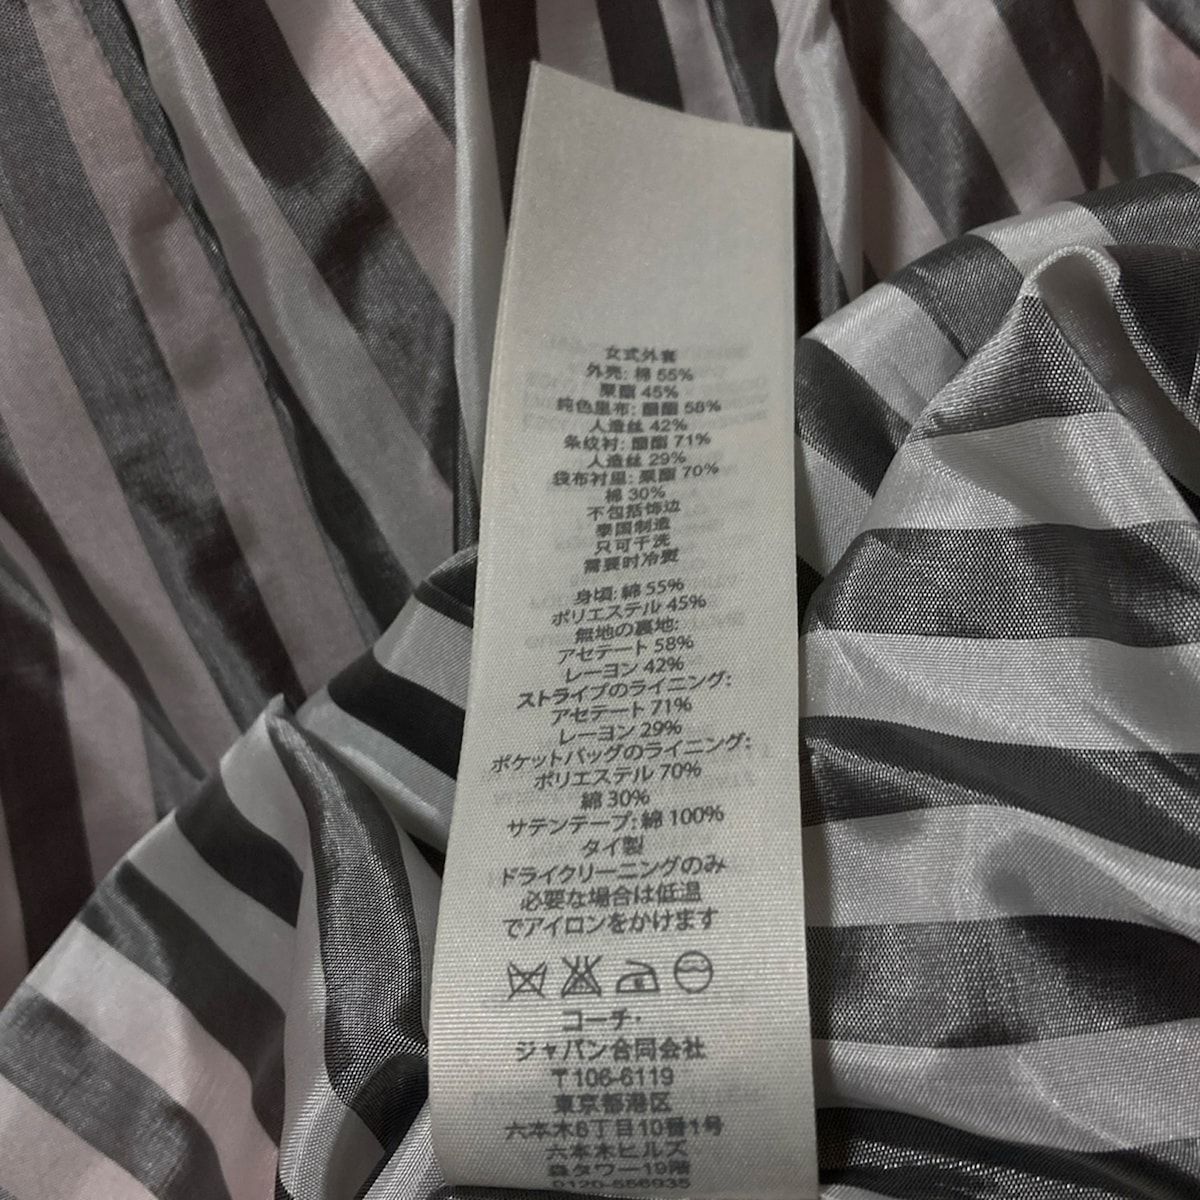 女式外套
外壳: 棉 55%
聚酯 45%
纯色里布: 醋酯 58%
人造丝 42%
条纹衬: 醋酯 71%
人造丝 29%
袋布衬里: 聚酯 70%
棉 30%
不包括饰边
泰国制造
只可干洗
需要时冷熨
身頃: 綿 55%
ポリエステル 45%
無地の裏地:
アセテート 58%
レーヨン 42%
ストライプのライニング:
アセテート 71%
レーヨン 29%
ポケットバッグのライニング:
ポリエステル 70%
綿 30%
サテンテープ: 綿 100%
タイ製
ドライクリーニングのみ
必要な場合は低温
でアイロンをかけます
コーチ・
ジャパン合同会社
〒106-6119
東京都港区
六本木6丁目10番1号
六本木ヒルズ
森タワー19階
0120-556935